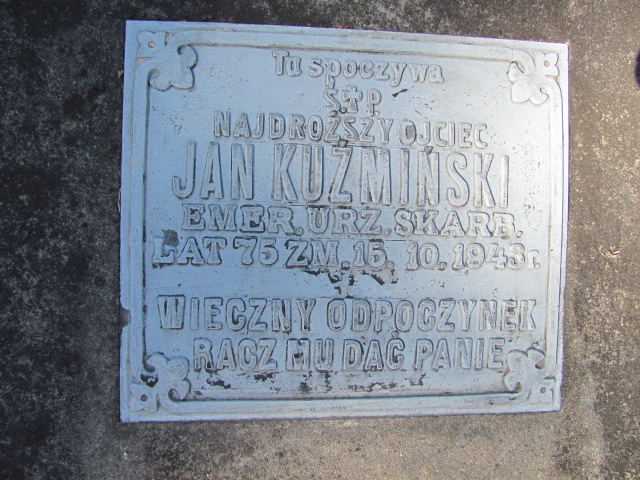 Tu spoczywa
Ś✝P
NAJDROŻSZY OJCIEC
JAN KUŹMIŃSKI
EMER. URZ. SKARB.
LAT 75 ZM. 15. 10. 1943r.
WIECZNY ODPOCZYNEK
RACZ MU DAĆ PANIE